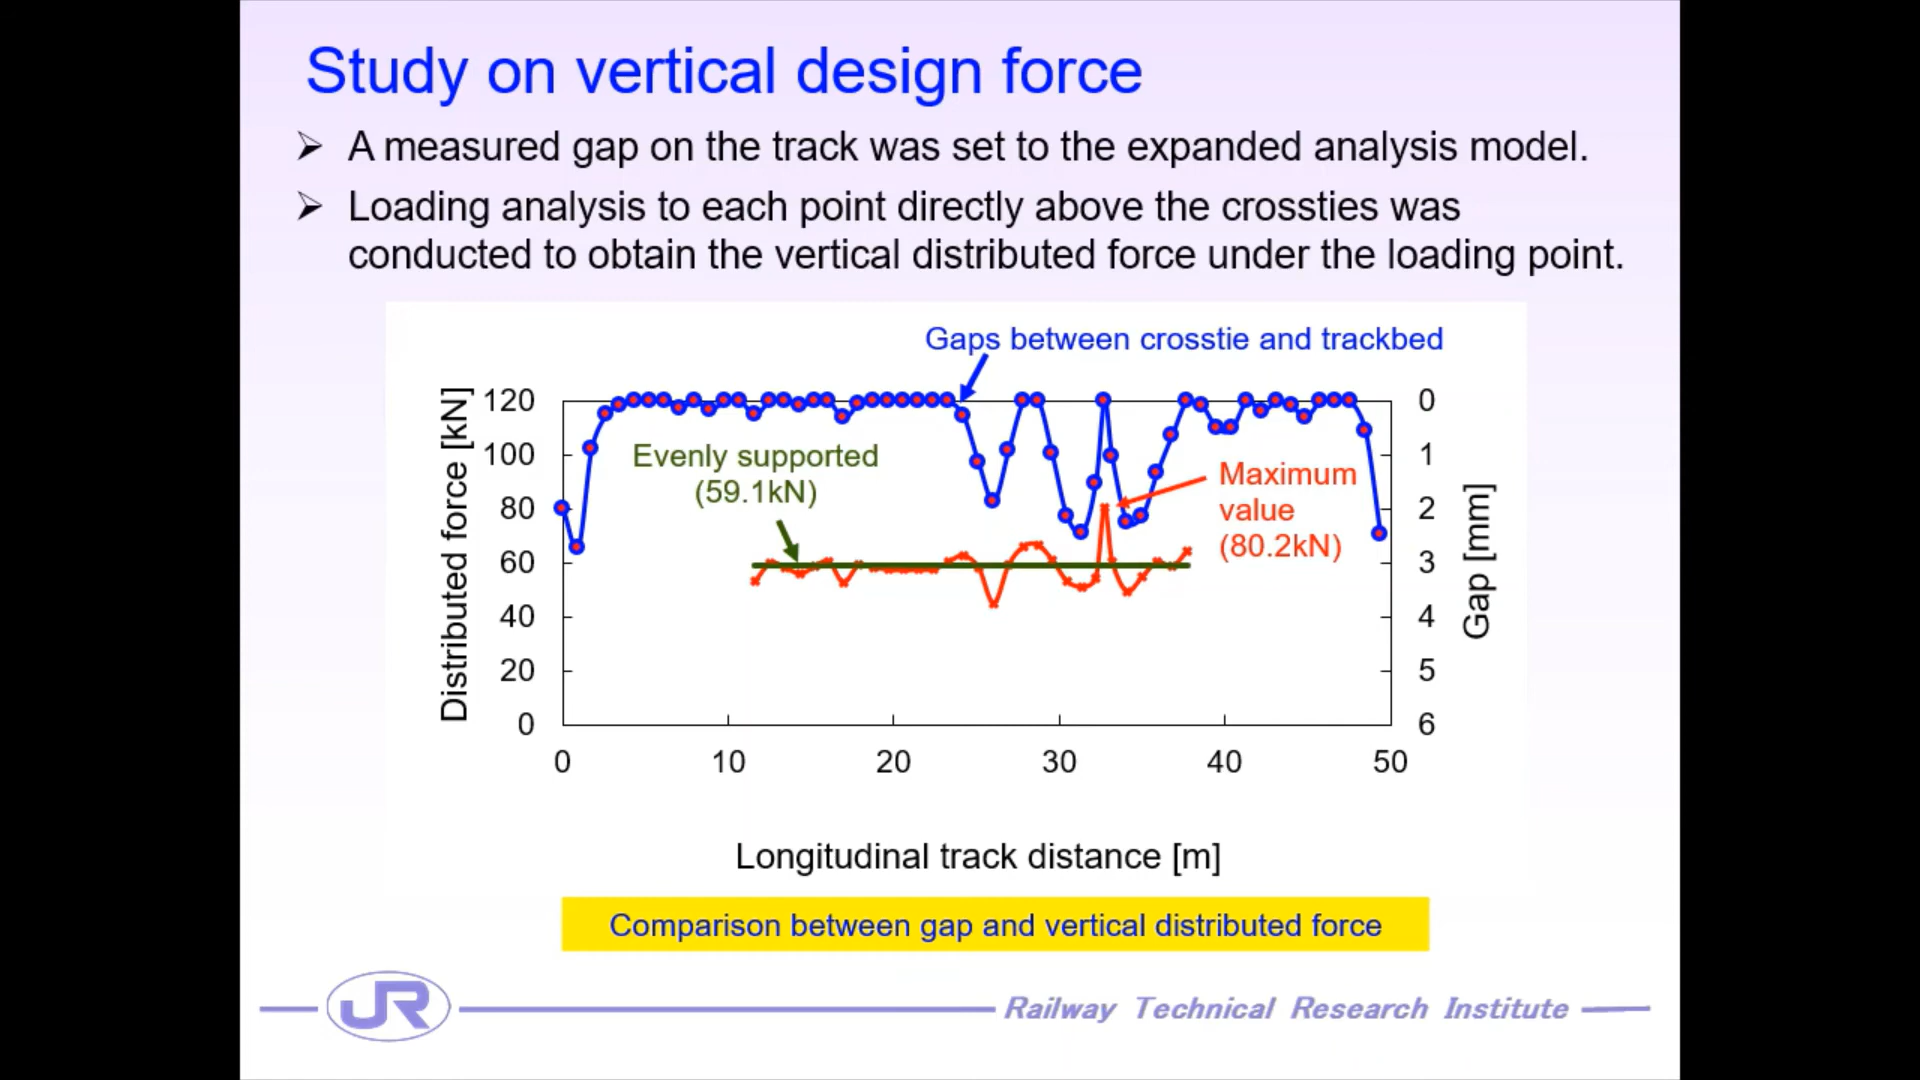 Study on vertical design force
➢ A measured gap on the track was set to the expanded analysis model.
➢ Loading analysis to each point directly above the crossties was
conducted to obtain the vertical distributed force under the loading point.
Gaps between crosstie and trackbed
Distributed force [kN]
120
100
80
60
40
20
0
Evenly supported
(59.1kN)
Maximum
value
(80.2kN)
0
1
2
3
4
5
6
Gap [mm]
0 10 20 30 40 50
Longitudinal track distance [m]
Comparison between gap and vertical distributed force
JR
Railway Technical Research Institute